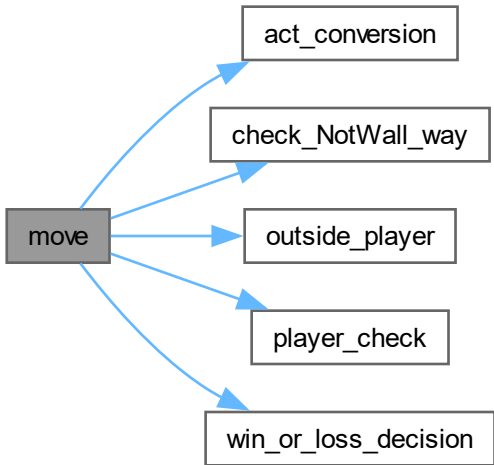 act_conversion
check_NotWall_way
move
outside_player
player_check
win_or_loss_decision